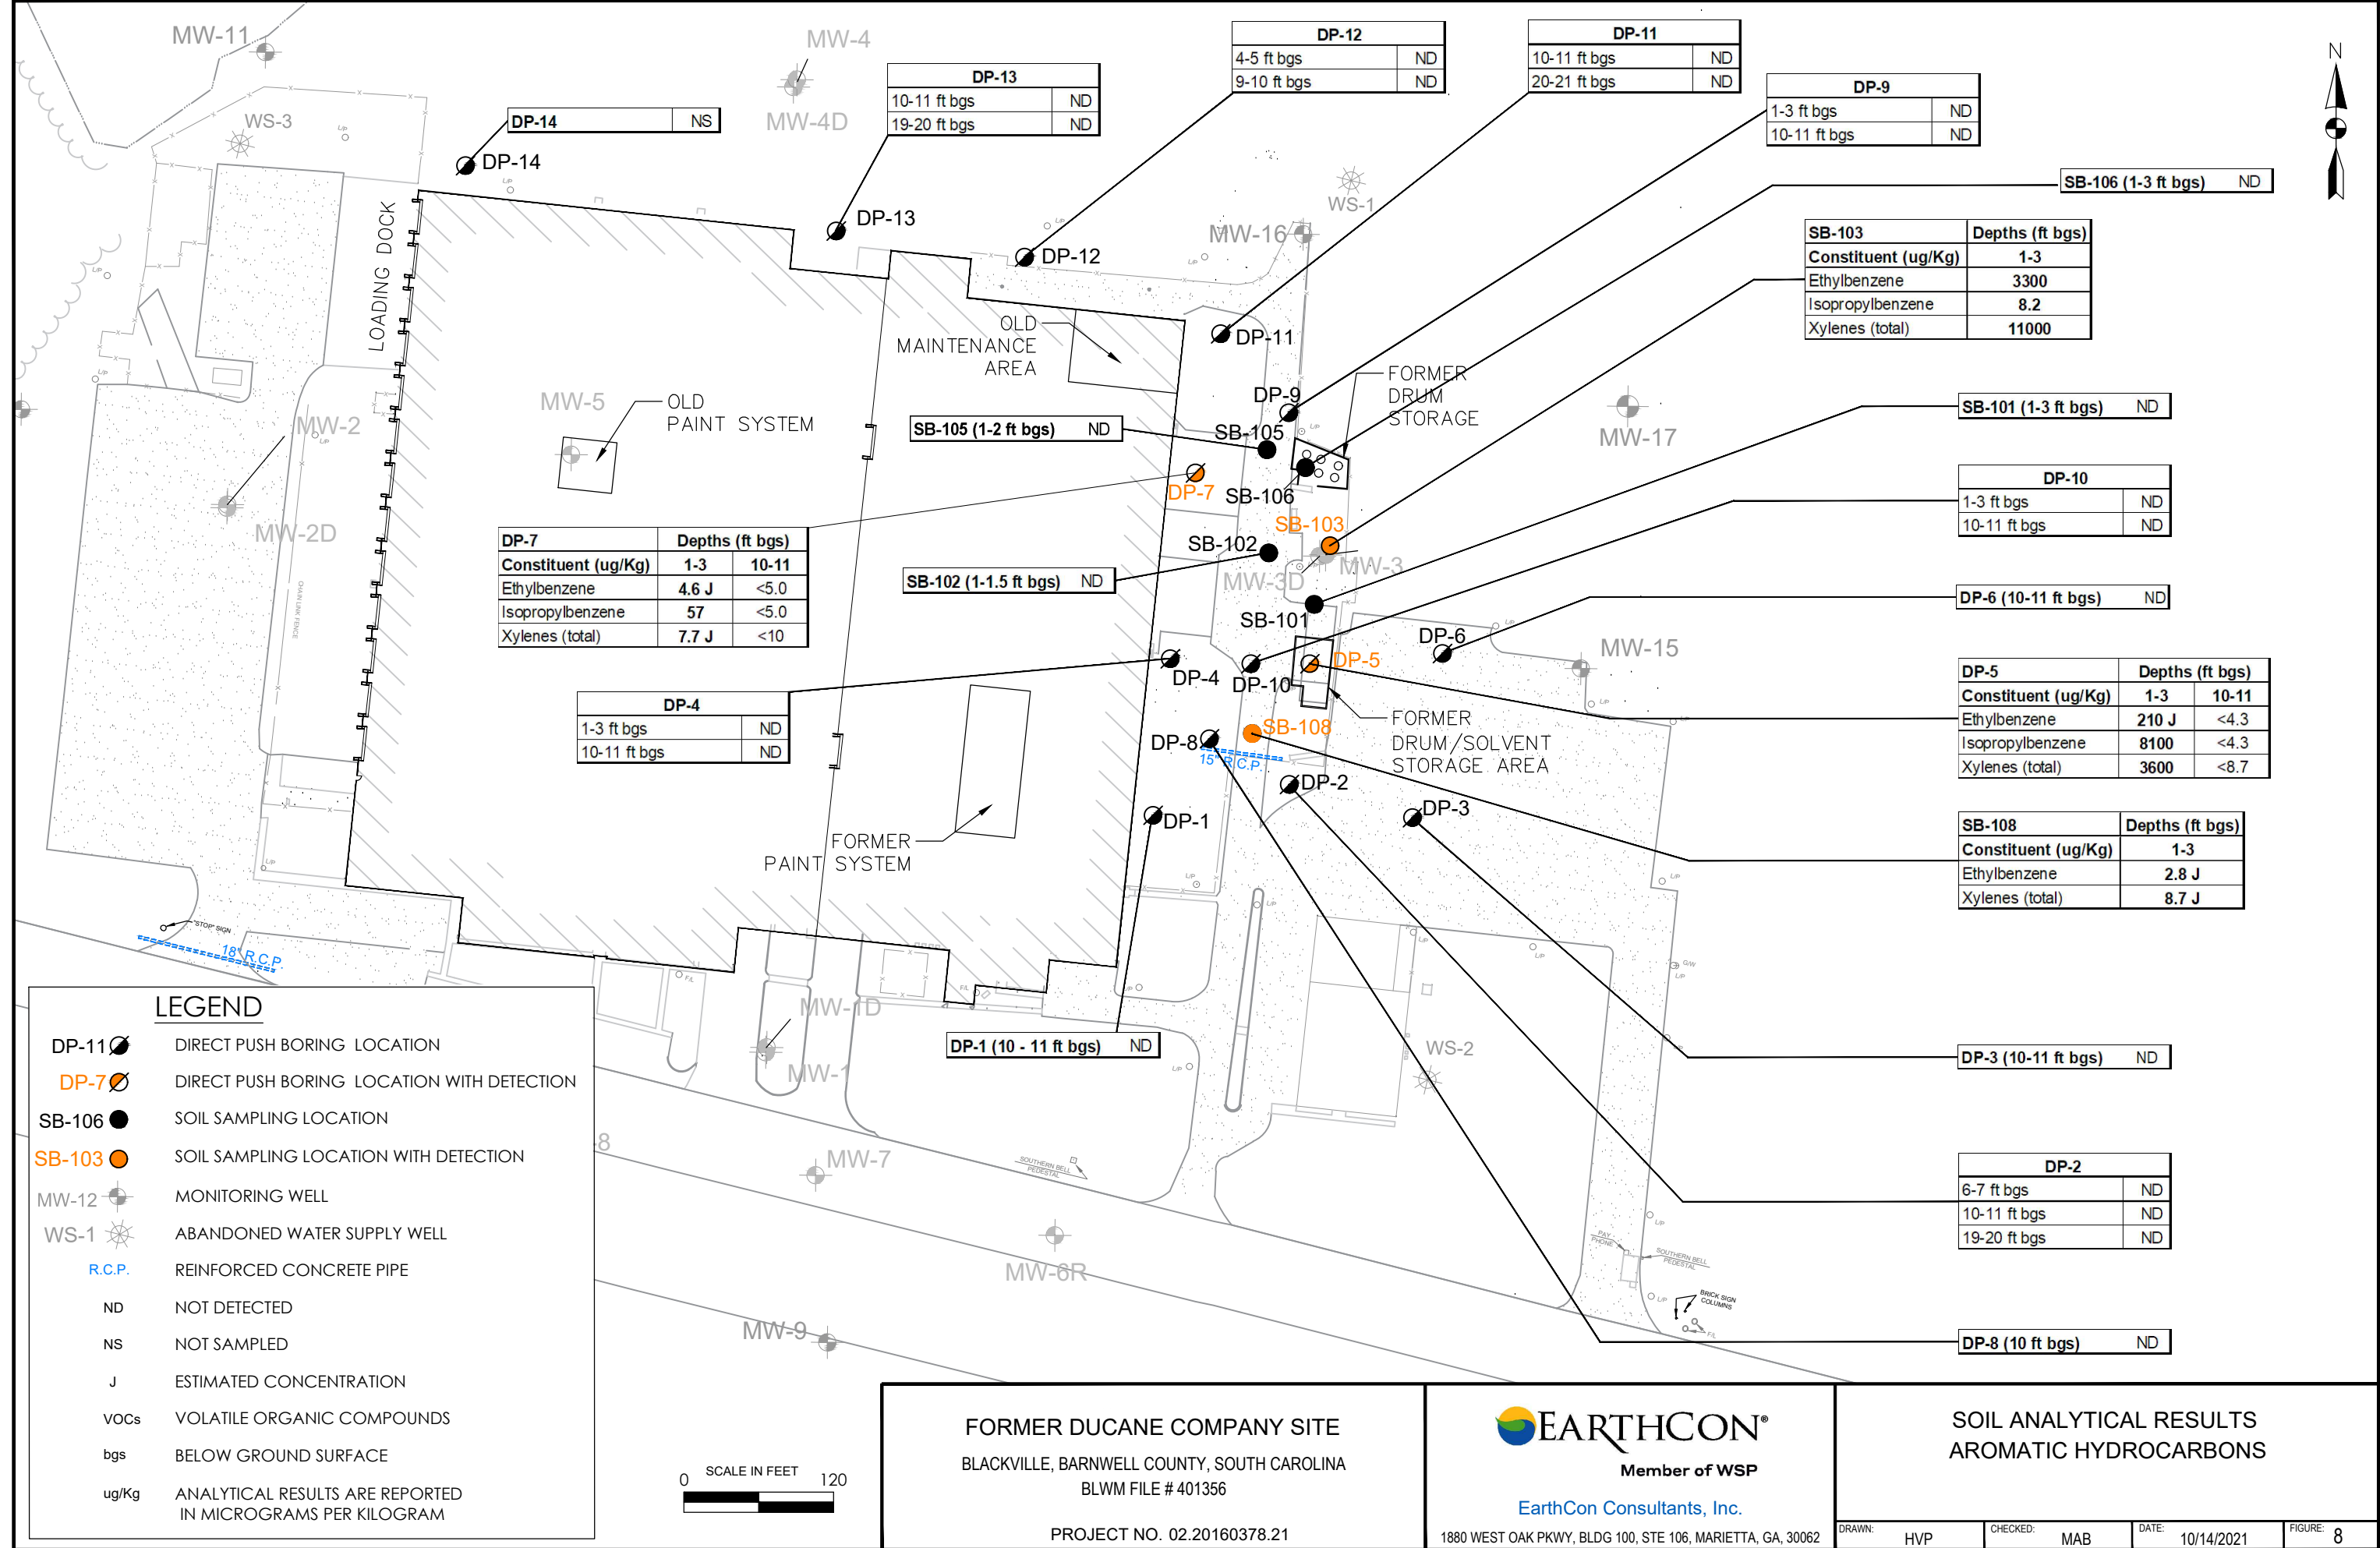 MW-11
MW-4
MW-4D
WS-3
L/P
DP-14 NS
DP-14
DP-13
10-11 ft bgs ND
19-20 ft bgs ND
DP-13
DP-12
4-5 ft bgs ND
9-10 ft bgs ND
DP-12
DP-11
10-11 ft bgs ND
20-21 ft bgs ND
DP-9
1-3 ft bgs ND
10-11 ft bgs ND
N
SB-106 (1-3 ft bgs) ND
WS-1
MW-16
SB-103 Depths (ft bgs)
Constituent (ug/Kg) 1-3
Ethylbenzene 3300
Isopropylbenzene 8.2
Xylenes (total) 11000
LOADING DOCK
OLD
MAINTENANCE
AREA
DP-11
DP-9
FORMER
DRUM
STORAGE
MW-5
OLD
PAINT SYSTEM
MW-2
MW-2D
CHAIN LINK FENCE
SB-105 (1-2 ft bgs) ND
SB-105
DP-7
SB-106
SB-103
MW-17
SB-101 (1-3 ft bgs) ND
DP-10
1-3 ft bgs ND
10-11 ft bgs ND
DP-7 Depths (ft bgs)
Constituent (ug/Kg) 1-3 10-11
Ethylbenzene 4.6 J <5.0
Isopropylbenzene 57 <5.0
Xylenes (total) 7.7 J <10
SB-102
SB-102 (1-1.5 ft bgs) ND
MW-3D
MW-3
SB-101
DP-6 (10-11 ft bgs) ND
DP-6
MW-15
DP-4
DP-10
DP-5
DP-5 Depths (ft bgs)
Constituent (ug/Kg) 1-3 10-11
Ethylbenzene 210 J <4.3
Isopropylbenzene 8100 <4.3
Xylenes (total) 3600 <8.7
DP-4
1-3 ft bgs ND
10-11 ft bgs ND
DP-8
SB-108
15" R.C.P.
FORMER
DRUM/SOLVENT
STORAGE AREA
DP-2
DP-1
DP-3
SB-108 Depths (ft bgs)
Constituent (ug/Kg) 1-3
Ethylbenzene 2.8 J
Xylenes (total) 8.7 J
FORMER
PAINT SYSTEM
"STOP" SIGN
18" R.C.P.
F/L
G/W
L/P
MW-1D
MW-1
DP-1 (10 - 11 ft bgs) ND
WS-2
DP-3 (10-11 ft bgs) ND
8
MW-7
SOUTHERN BELL
PEDESTAL
MW-6R
MW-9
DP-2
6-7 ft bgs ND
10-11 ft bgs ND
19-20 ft bgs ND
PAY
PHONE
SOUTHERN BELL
PEDESTAL
BRICK SIGN
COLUMNS
F/L
DP-8 (10 ft bgs) ND
LEGEND
DP-11 DIRECT PUSH BORING LOCATION
DP-7 DIRECT PUSH BORING LOCATION WITH DETECTION
SB-106 SOIL SAMPLING LOCATION
SB-103 SOIL SAMPLING LOCATION WITH DETECTION
MW-12 MONITORING WELL
WS-1 ABANDONED WATER SUPPLY WELL
R.C.P. REINFORCED CONCRETE PIPE
ND NOT DETECTED
NS NOT SAMPLED
J ESTIMATED CONCENTRATION
VOCs VOLATILE ORGANIC COMPOUNDS
bgs BELOW GROUND SURFACE
ug/Kg ANALYTICAL RESULTS ARE REPORTED
IN MICROGRAMS PER KILOGRAM
0 SCALE IN FEET 120
FORMER DUCANE COMPANY SITE
BLACKVILLE, BARNWELL COUNTY, SOUTH CAROLINA
BLWM FILE # 401356
PROJECT NO. 02.20160378.21
EARTHCON®
Member of WSP
EarthCon Consultants, Inc.
1880 WEST OAK PKWY, BLDG 100, STE 106, MARIETTA, GA, 30062
SOIL ANALYTICAL RESULTS
AROMATIC HYDROCARBONS
DRAWN: HVP CHECKED: MAB DATE: 10/14/2021 FIGURE: 8